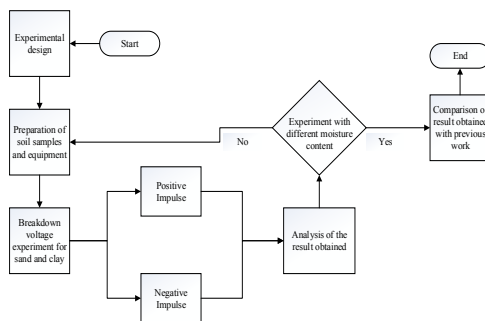 Start
Experimental
design
Preparation of
soil samples
and equipment
Breakdown
voltage
experiment for
sand and clay
Positive
Impulse
Negative
Impulse
Analysis of the
result obtained
Experiment with
different moisture
content
No
Yes
Comparison of
result obtained
with previous
work
End